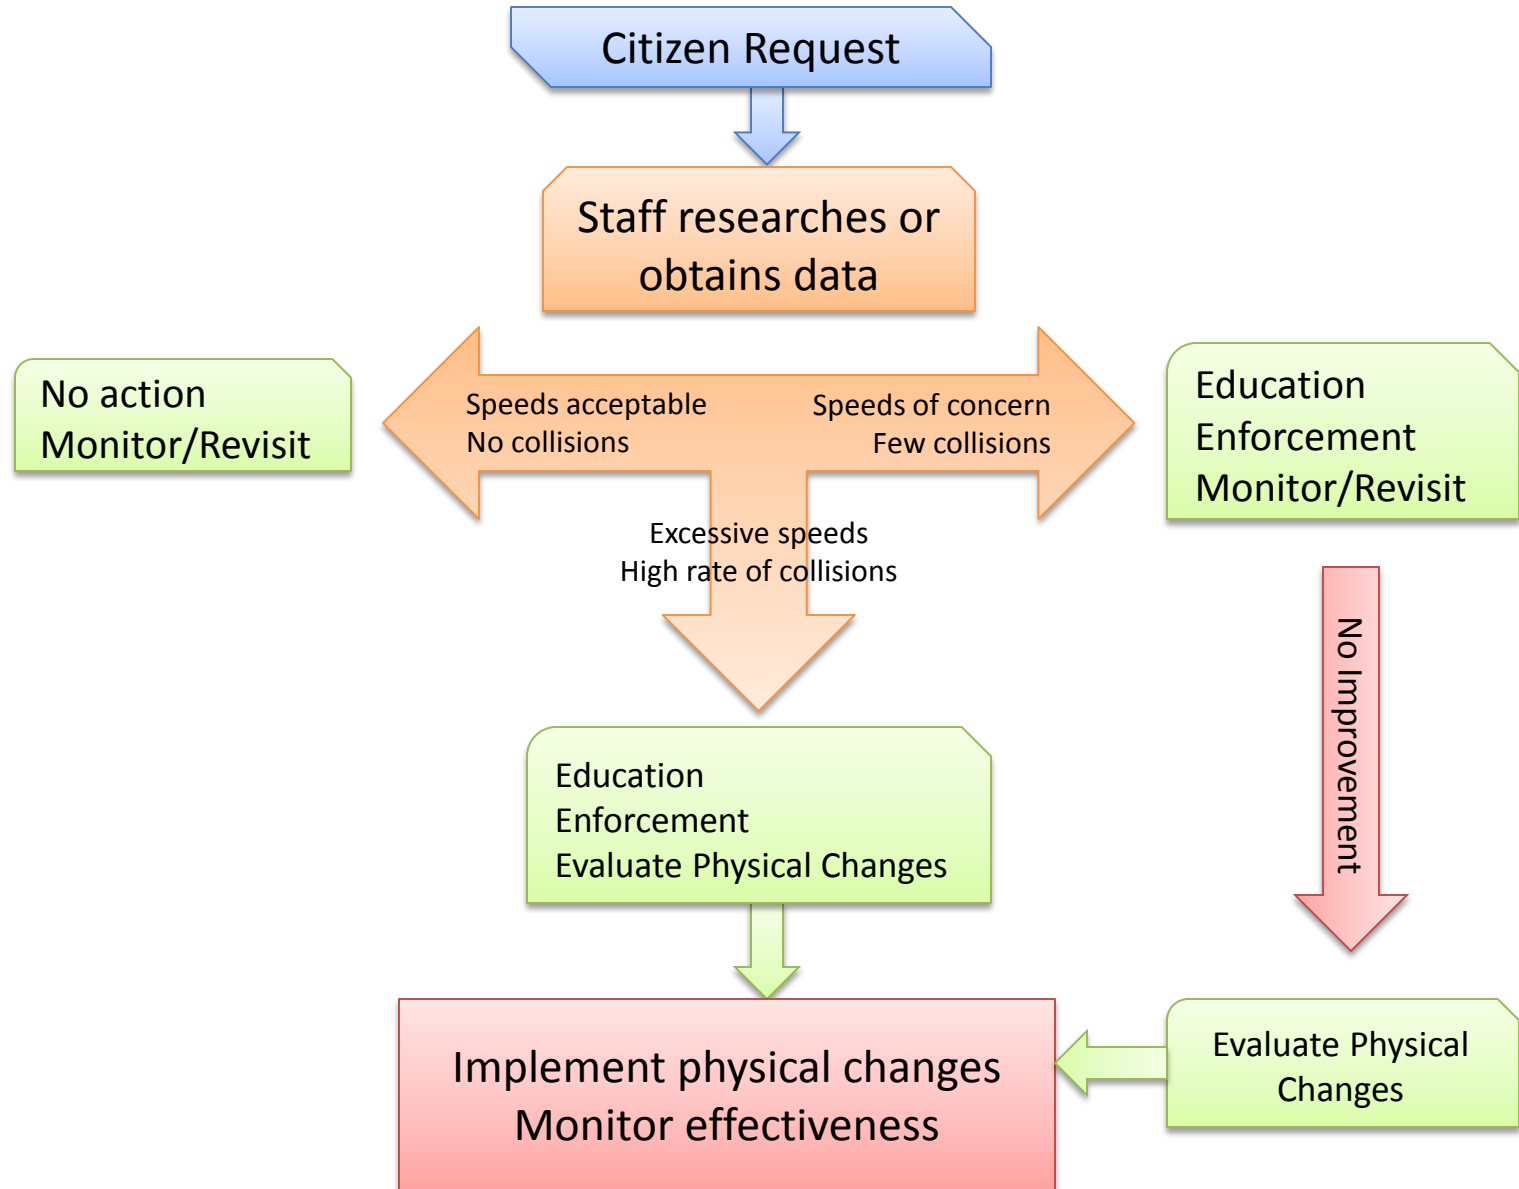 Citizen Request
Staff researches or
obtains data
No action
Monitor/Revisit
Speeds acceptable
No collisions
Speeds of concern
Few collisions
Education
Enforcement
Monitor/Revisit
Excessive speeds
High rate of collisions
No Improvement
Education
Enforcement
Evaluate Physical Changes
Implement physical changes
Monitor effectiveness
Evaluate Physical
Changes